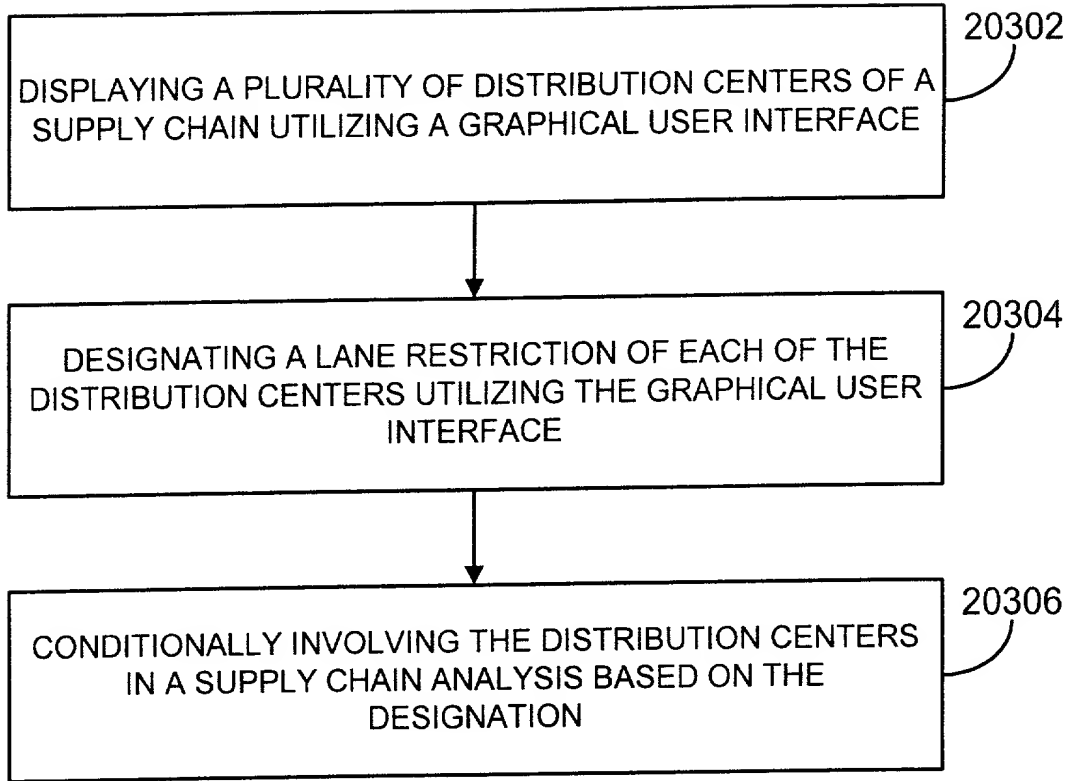 20302
DISPLAYING A PLURALITY OF DISTRIBUTION CENTERS OF A
SUPPLY CHAIN UTILIZING A GRAPHICAL USER INTERFACE
20304
DESIGNATING A LANE RESTRICTION OF EACH OF THE
DISTRIBUTION CENTERS UTILIZING THE GRAPHICAL USER
INTERFACE
20306
CONDITIONALLY INVOLVING THE DISTRIBUTION CENTERS
IN A SUPPLY CHAIN ANALYSIS BASED ON THE
DESIGNATION